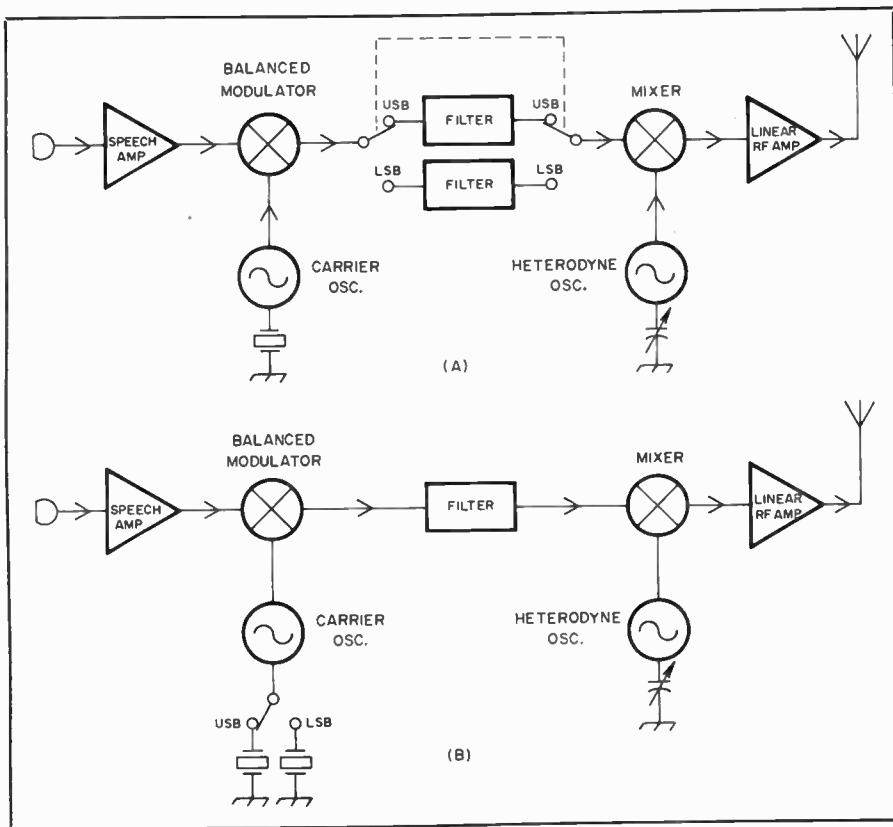 BALANCED
MODULATOR
MIXER
USB
USB
FILTER
SPEECH
AMP
LINEAR
RF AMP
LSB
LSB
FILTER
CARRIER
OSC.
HETERODYNE
OSC.
(A)
BALANCED
MODULATOR
MIXER
SPEECH
AMP
FILTER
LINEAR
RF AMP
CARRIER
OSC.
HETERODYNE
OSC.
USB
LSB
(B)